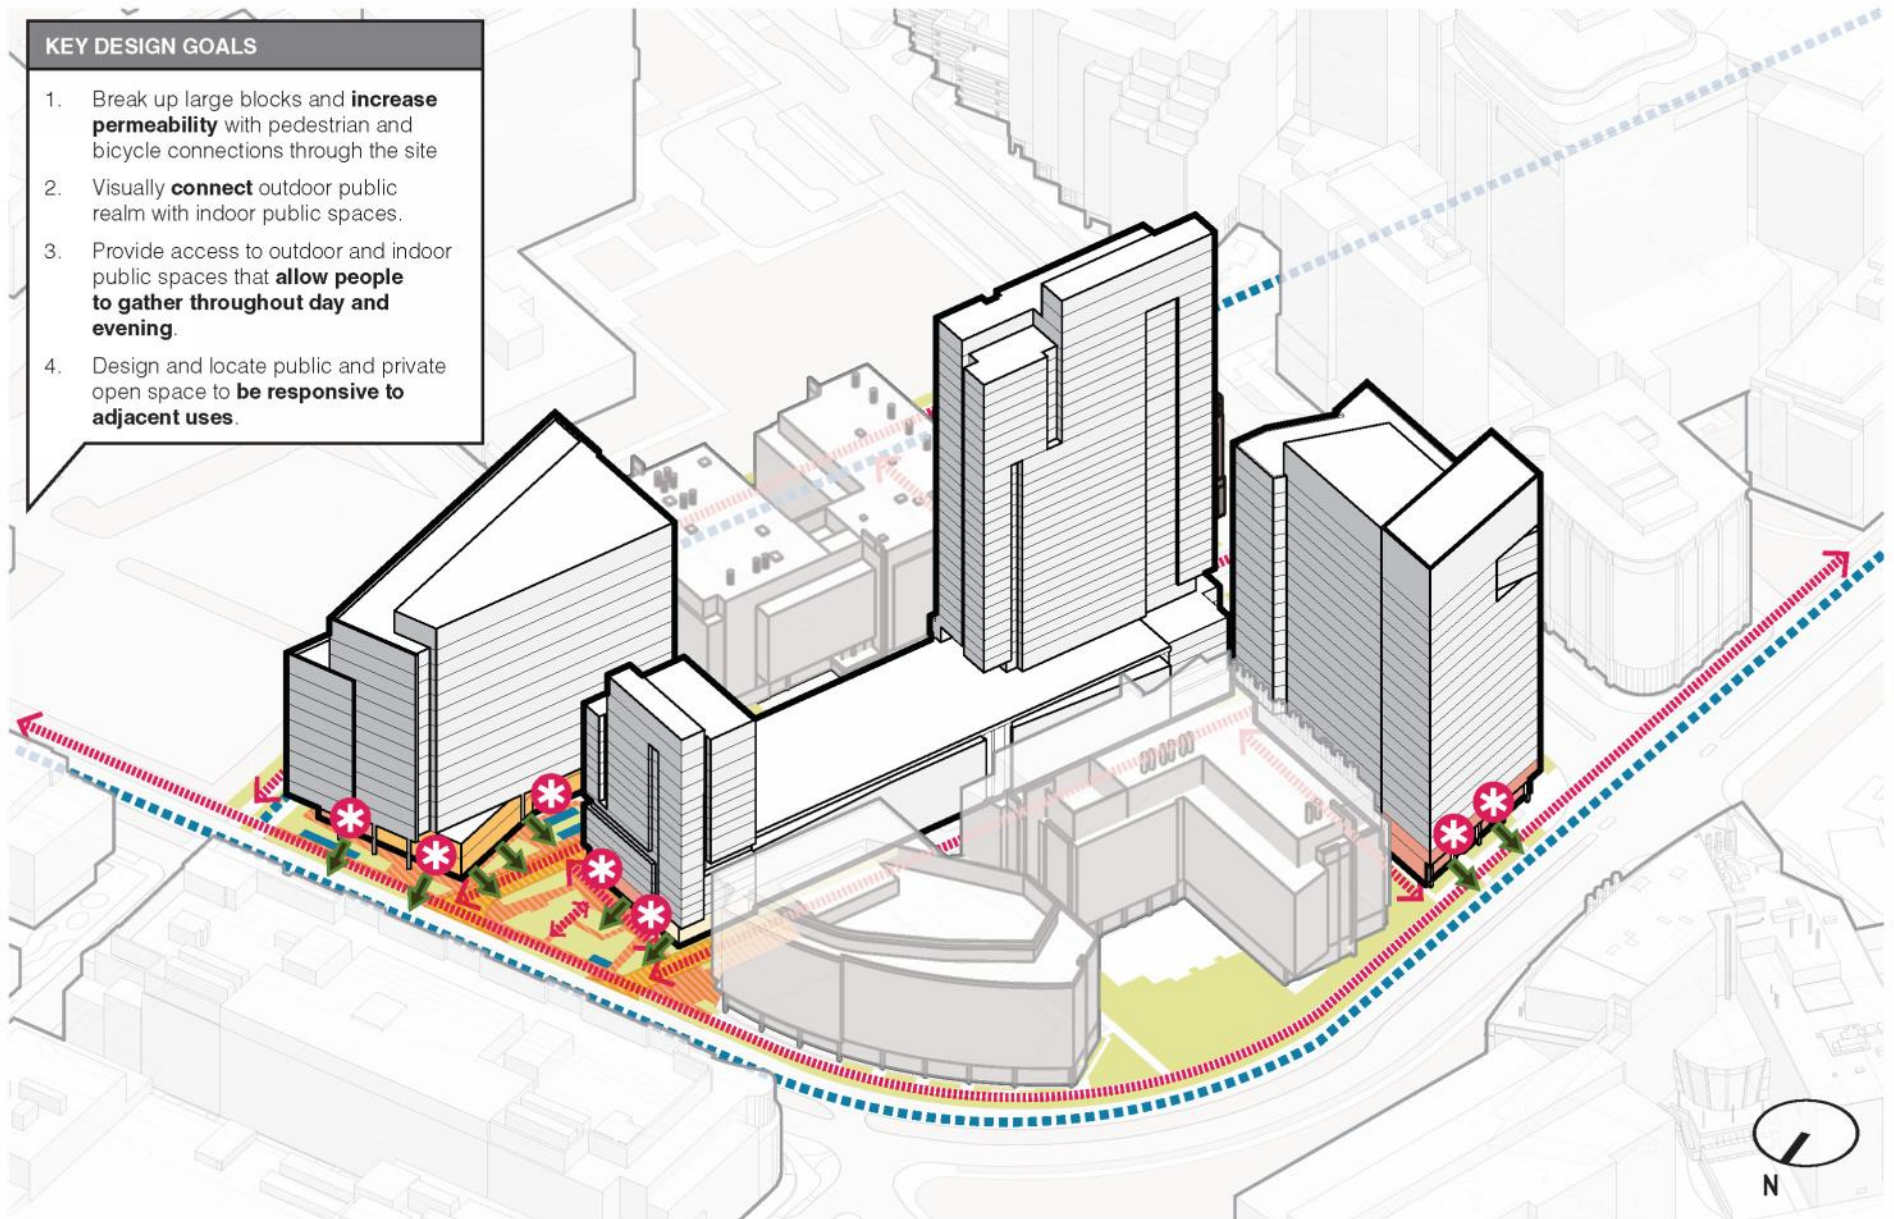 KEY DESIGN GOALS
1. Break up large blocks and increase
permeability with pedestrian and
bicycle connections through the site
2. Visually connect outdoor public
realm with indoor public spaces.
3. Provide access to outdoor and indoor
public spaces that allow people
to gather throughout day and
evening.
4. Design and locate public and private
open space to be responsive to
adjacent uses.
N